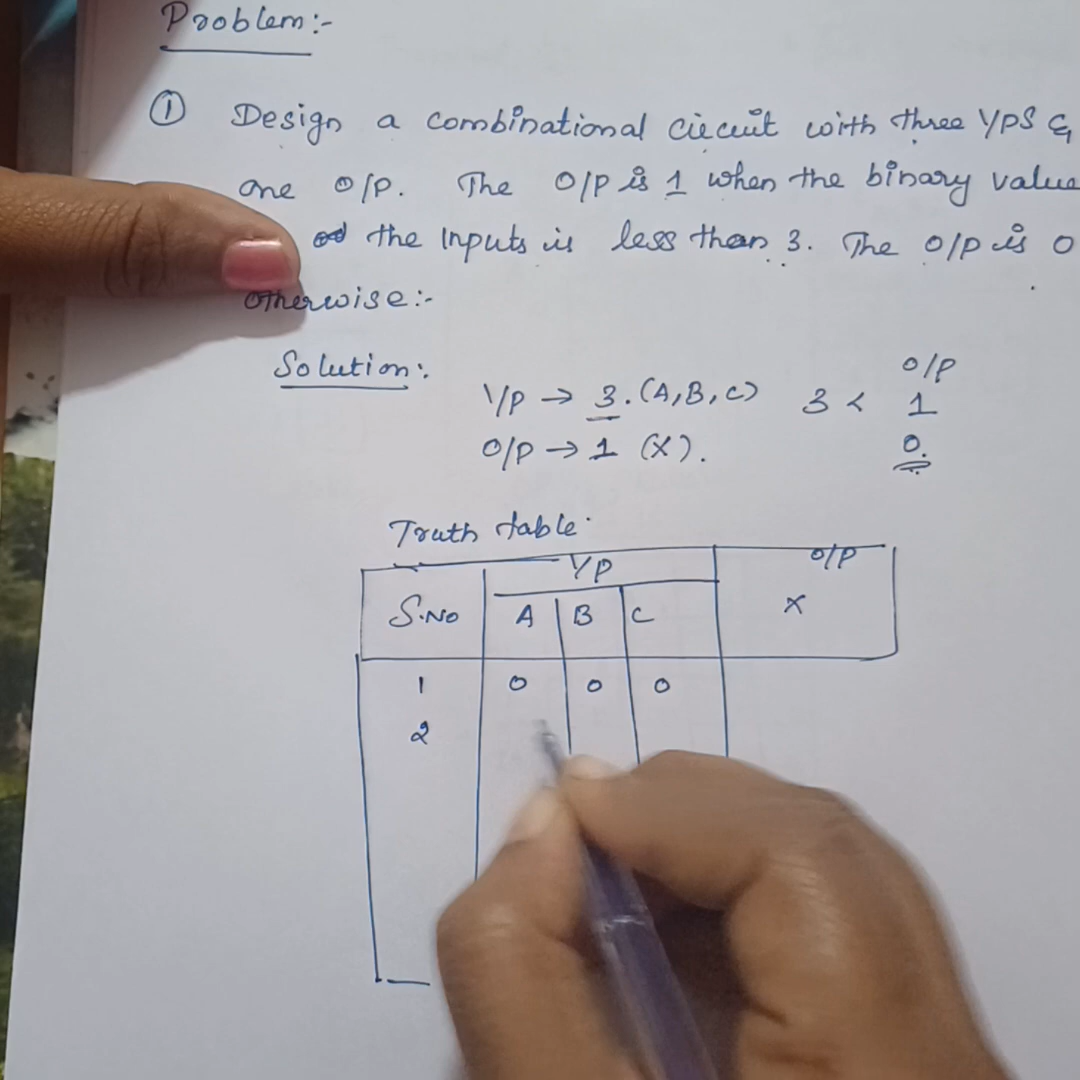 Problem:-
① Design a combinational circuit with three I/PS &
one O/P. The O/P is 1 when the binary value
the Inputs is less than 3. The O/P is 0
otherwise:-
Solution:
I/P → 3. (A, B, C) 3 < O/P 1
O/P → 1 (X). 0.
Truth table:
I/P O/P
S.No A B C X
1 0 0 0
2